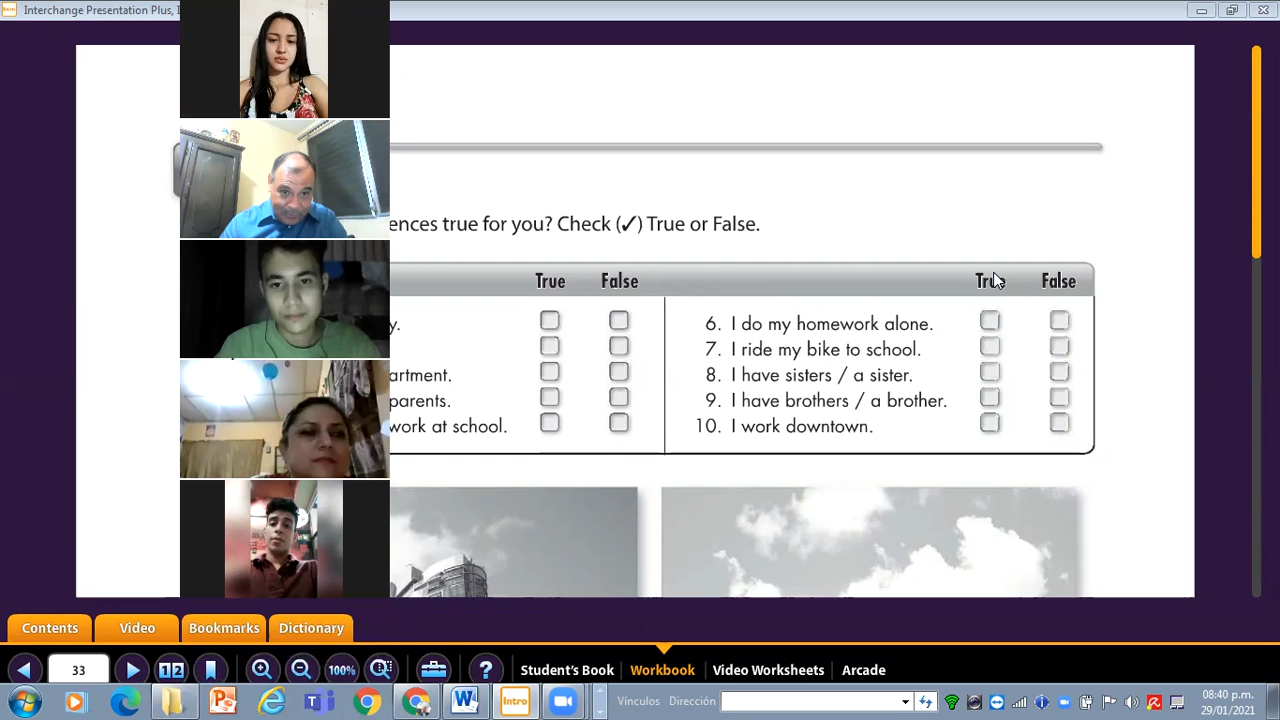 Interchange Presentation Plus, I
ences true for you? Check (✓) True or False.
True False True False
y. 6. I do my homework alone.
7. I ride my bike to school.
artment. 8. I have sisters / a sister.
parents. 9. I have brothers / a brother.
work at school. 10. I work downtown.
Contents Video Bookmarks Dictionary
33 12 100% ? Student's Book Workbook Video Worksheets Arcade
Intro Vínculos Dirección 08:40 p.m.
29/01/2021